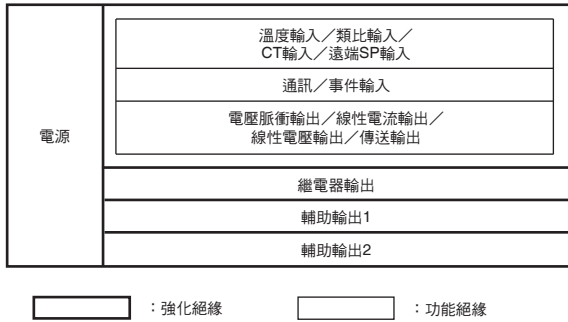 溫度輸入／類比輸入／
CT輸入／遠端SP輸入
通訊／事件輸入
電源
電壓脈衝輸出／線性電流輸出／
線性電壓輸出／傳送輸出
繼電器輸出
輔助輸出1
輔助輸出2
：強化絕緣
：功能絕緣